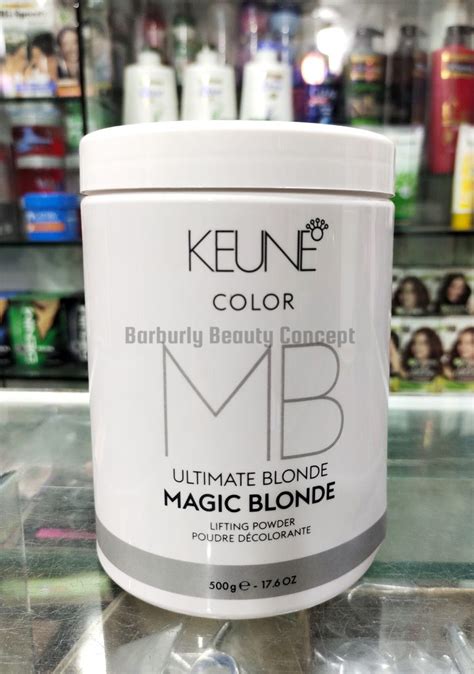 KEUNE
COLOR
Barburly Beauty Concept
MB
ULTIMATE BLONDE
MAGIC BLONDE
LIFTING POWDER
POUDRE DÉCOLORANTE
500g e - 17.6 OZ